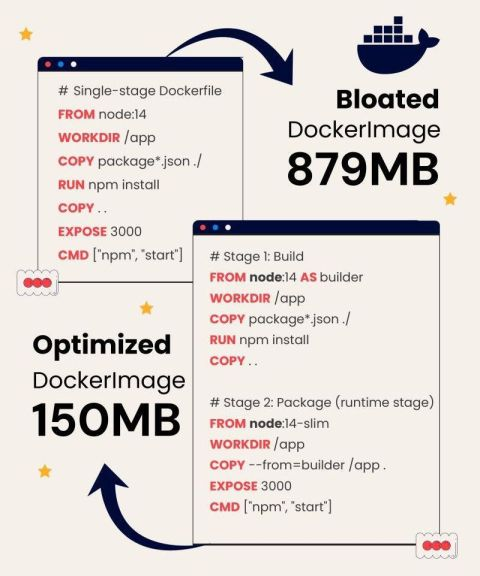 # Single-stage Dockerfile
FROM node:14
WORKDIR /app
COPY package*.json ./
RUN npm install
COPY . .
EXPOSE 3000
CMD ["npm", "start"]
Bloated
DockerImage
879MB
# Stage 1: Build
FROM node:14 AS builder
WORKDIR /app
COPY package*.json ./
RUN npm install
COPY . .
# Stage 2: Package (runtime stage)
FROM node:14-slim
WORKDIR /app
COPY --from=builder /app .
EXPOSE 3000
CMD ["npm", "start"]
Optimized
DockerImage
150MB